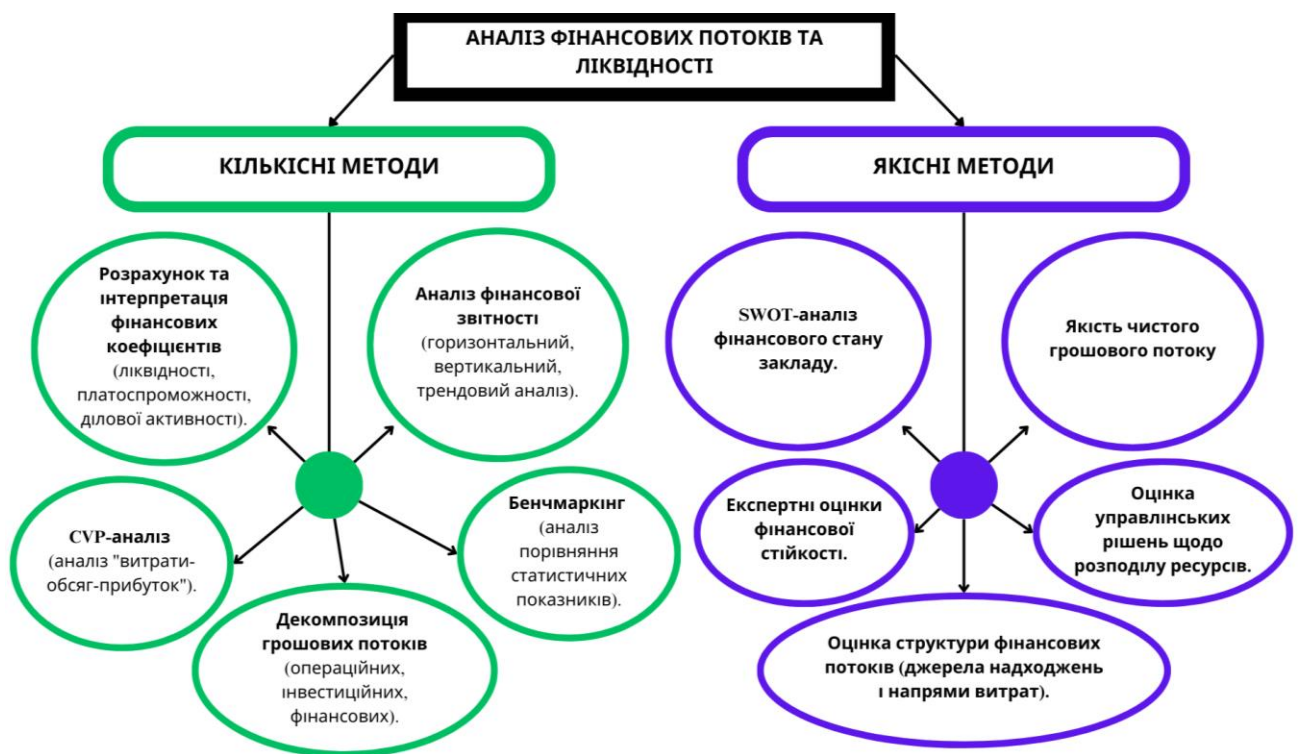 АНАЛІЗ ФІНАНСОВИХ ПОТОКІВ ТА
ЛІКВІДНОСТІ
КІЛЬКІСНІ МЕТОДИ
ЯКІСНІ МЕТОДИ
Розрахунок та
інтерпретація
фінансових
коефіцієнтів
(ліквідності,
платоспроможності,
ділової активності).
Аналіз фінансової
звітності
(горизонтальний,
вертикальний,
трендовий аналіз).
CVP-аналіз
(аналіз "витрати-
обсяг-прибуток").
Бенчмаркінг
(аналіз
порівняння
статистичних
показників).
Декомпозиція
грошових потоків
(операційних,
інвестиційних,
фінансових).
SWOT-аналіз
фінансового стану
закладу.
Якість чистого
грошового потоку
Експертні оцінки
фінансової
стійкості.
Оцінка
управлінських
рішень щодо
розподілу ресурсів.
Оцінка структури фінансових
потоків (джерела надходжень
і напрями витрат).